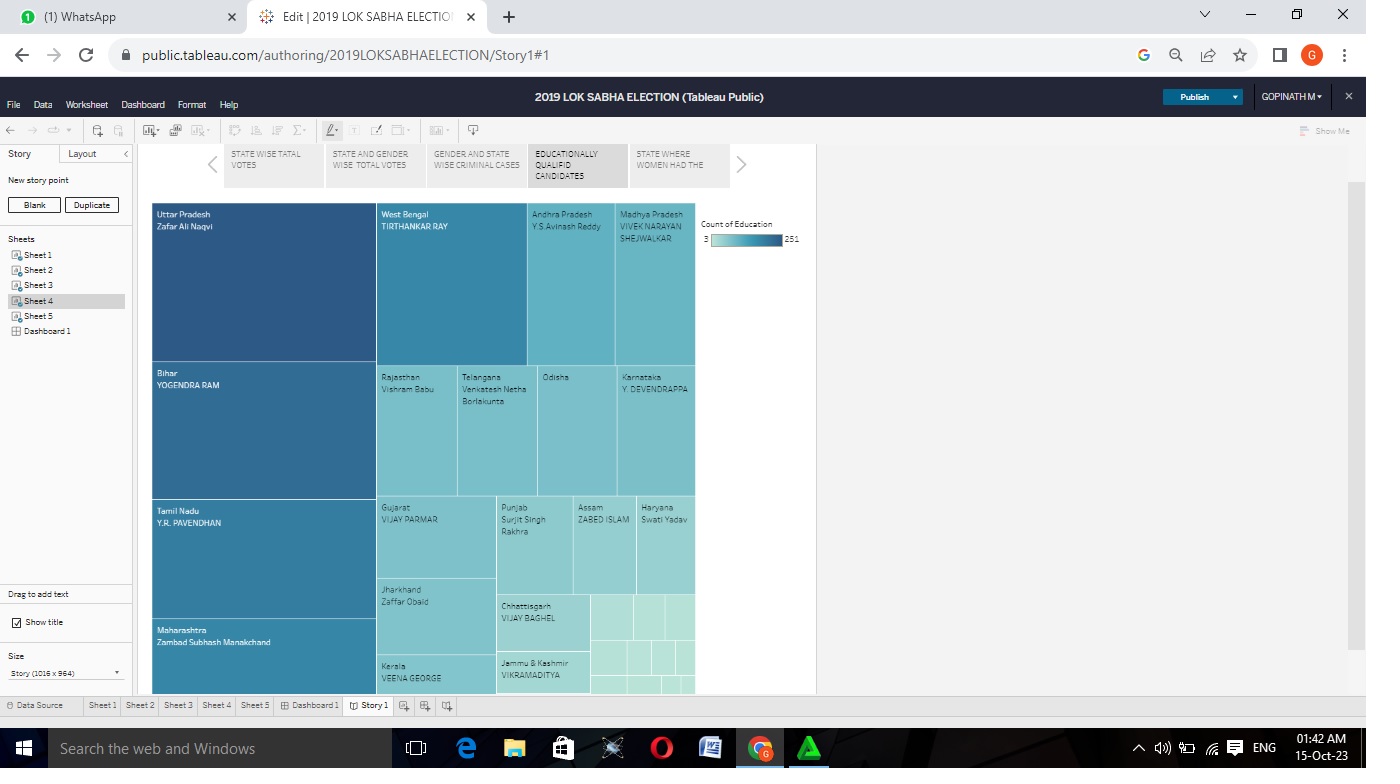 (1) WhatsApp
Edit | 2019 LOK SABHA ELECTIO
public.tableau.com/authoring/2019LOKSABHAELECTION/Story1#1
G
G
File Data Worksheet Dashboard Format Help
2019 LOK SABHA ELECTION (Tableau Public)
Publish
GOPINATH M
Show Me
Story Layout
New story point
Blank Duplicate
Sheets
Sheet 1
Sheet 2
Sheet 3
Sheet 4
Sheet 5
Dashboard 1
Drag to add text
Show title
Size
Story (1016 x 964)
STATE WISE TATAL
VOTES
STATE AND GENDER
WISE TOTAL VOTES
GENDER AND STATE
WISE CRIMINAL CASES
EDUCATIONALLY
QUALIFID
CANDIDATES
STATE WHERE
WOMEN HAD THE
Uttar Pradesh
Zafar Ali Naqvi
West Bengal
TIRTHANKAR RAY
Andhra Pradesh
Y.S.Avinash Reddy
Madhya Pradesh
VIVEK NARAYAN
SHEJWALKAR
Count of Education
3 251
Bihar
YOGENDRA RAM
Rajasthan
Vishram Babu
Telangana
Venkatesh Netha
Borlakunta
Odisha
Karnataka
Y. DEVENDRAPPA
Tamil Nadu
Y.R. PAVENDHAN
Gujarat
VIJAY PARMAR
Punjab
Surjit Singh
Rakhra
Assam
ZABED ISLAM
Haryana
Swati Yadav
Jharkhand
Zaffar Obaid
Chhattisgarh
VIJAY BAGHEL
Maharashtra
Zambad Subhash Manakchand
Kerala
VEENA GEORGE
Jammu & Kashmir
VIKRAMADITYA
Data Source Sheet 1 Sheet 2 Sheet 3 Sheet 4 Sheet 5 Dashboard 1 Story 1
Search the web and Windows
ENG
01:42 AM
15-Oct-23